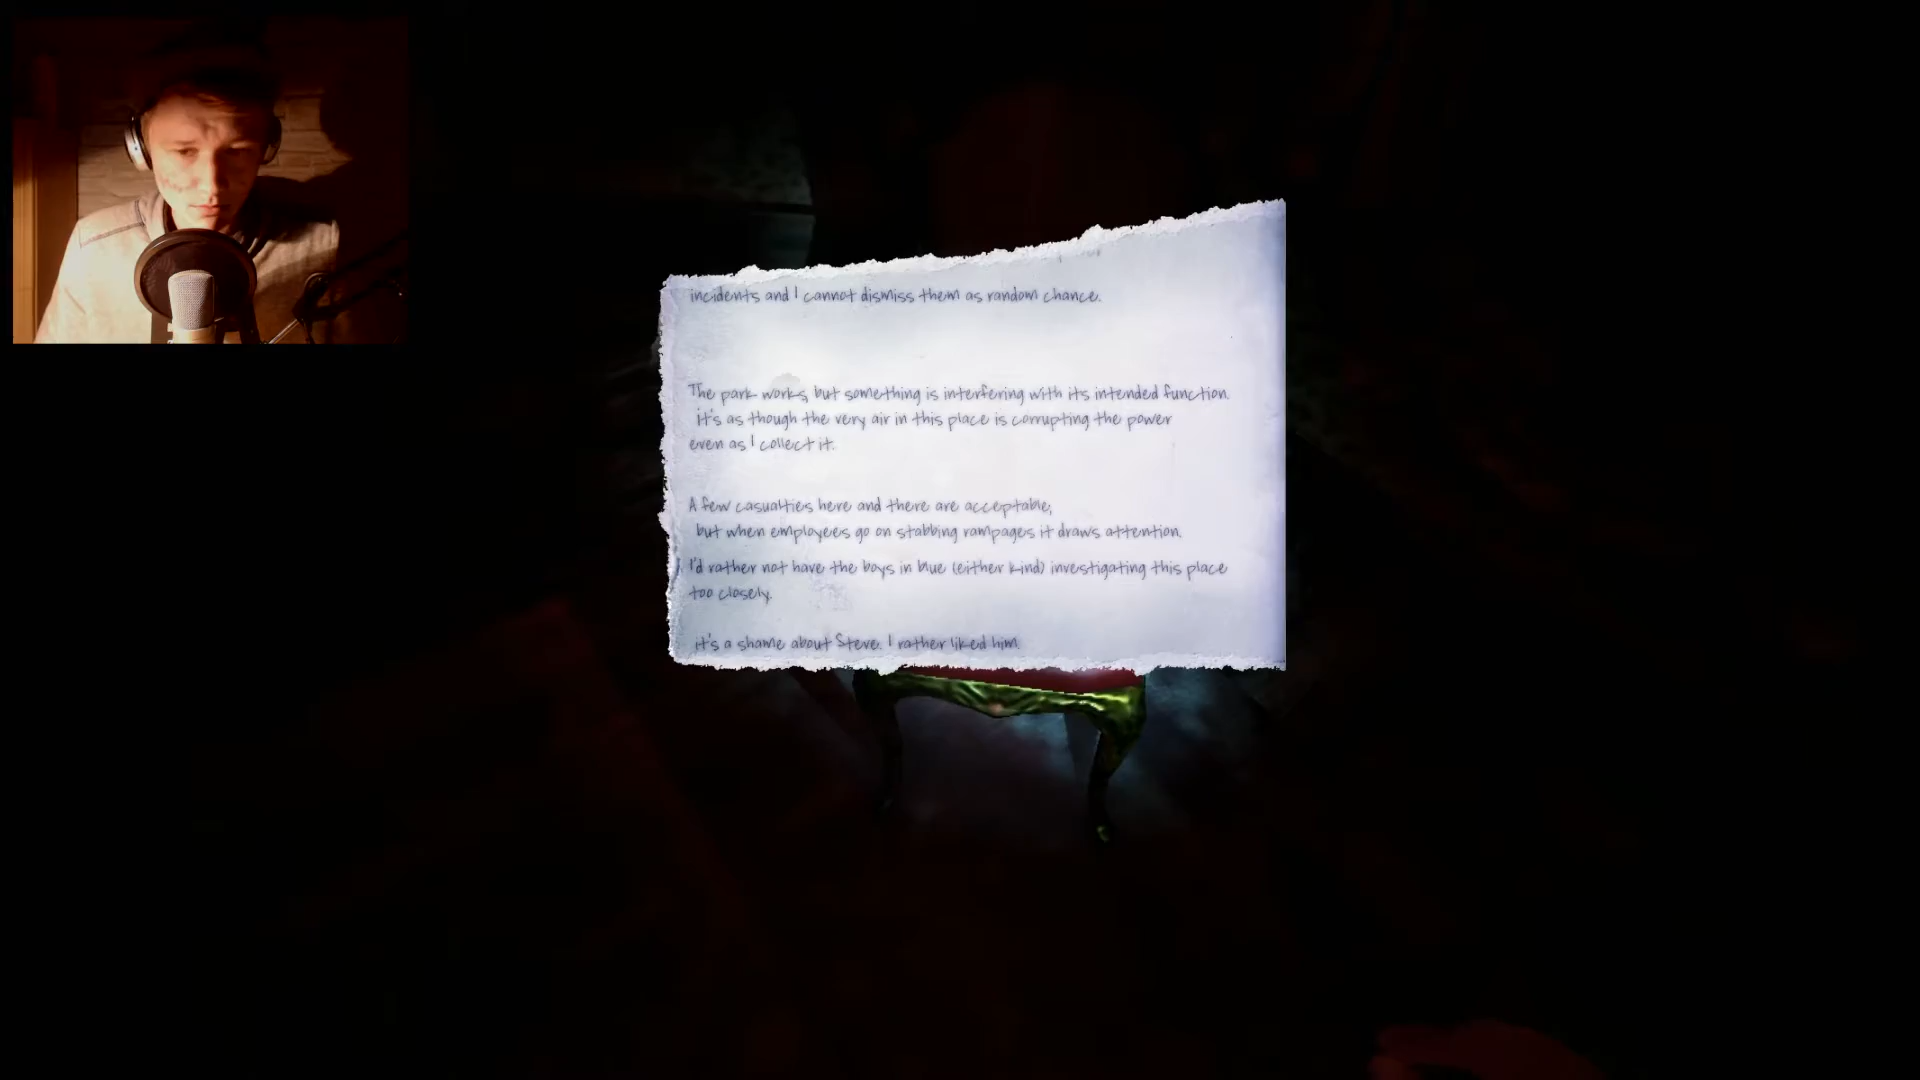 incidents and I cannot dismiss them as random chance.
The park works, but something is interfering with its intended function.
it's as though the very air in this place is corrupting the power
even as I collect it.
A few casualties here and there are acceptable,
but when employees go on stabbing rampages it draws attention.
I'd rather not have the boys in blue (either kind) investigating this place
too closely.
it's a shame about Steve. I rather liked him.